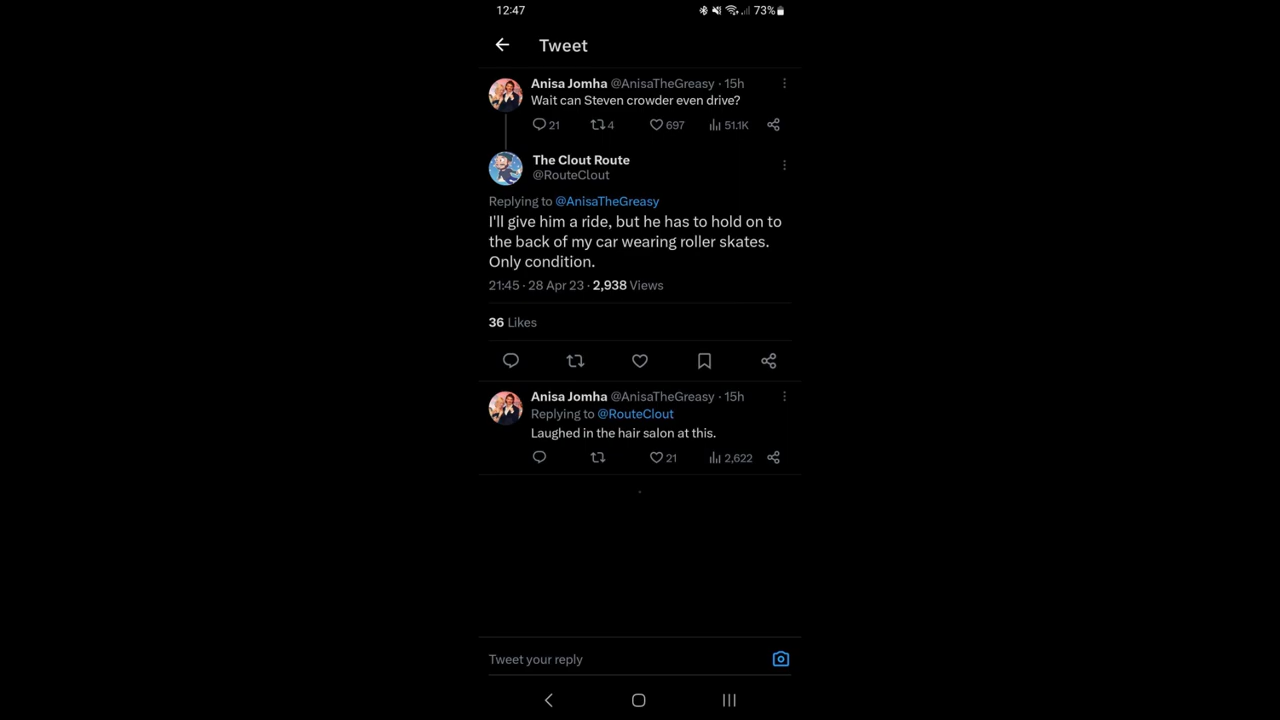 12:47 73%
Tweet
Anisa Jomha @AnisaTheGreasy · 15h
Wait can Steven crowder even drive?
21 4 697 51.1K
The Clout Route
@RouteClout
Replying to @AnisaTheGreasy
I'll give him a ride, but he has to hold on to
the back of my car wearing roller skates.
Only condition.
21:45 · 28 Apr 23 · 2,938 Views
36 Likes
Anisa Jomha @AnisaTheGreasy · 15h
Replying to @RouteClout
Laughed in the hair salon at this.
21 2,622
Tweet your reply